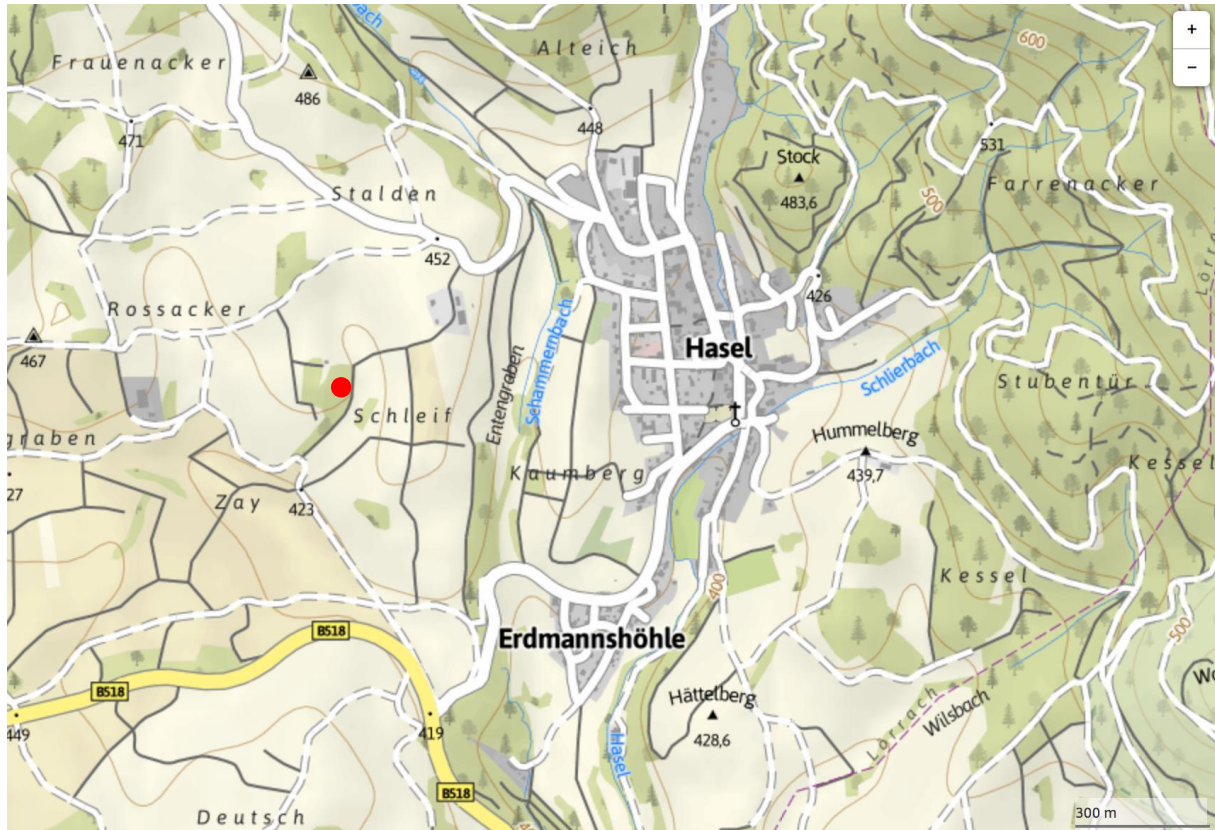 bach
600
+
−
Frauenacker
Alteich
486
471
448
531
Stock
483,6
Farrenacker
Stalden
500
452
426
Rossacker
467
Schammernbach
Entengraben
Hasel
Schlierbach
Stubentür
Schleif
graben
Hummelberg
439,7
Kessel
Kaumberg
27
Zay
423
Kessel
400
500
B518
Erdmannshöhle
B518
Hättelberg
428,6
Lörrach
Wilsbach
449
419
Hasel
B518
Deutsch
300 m